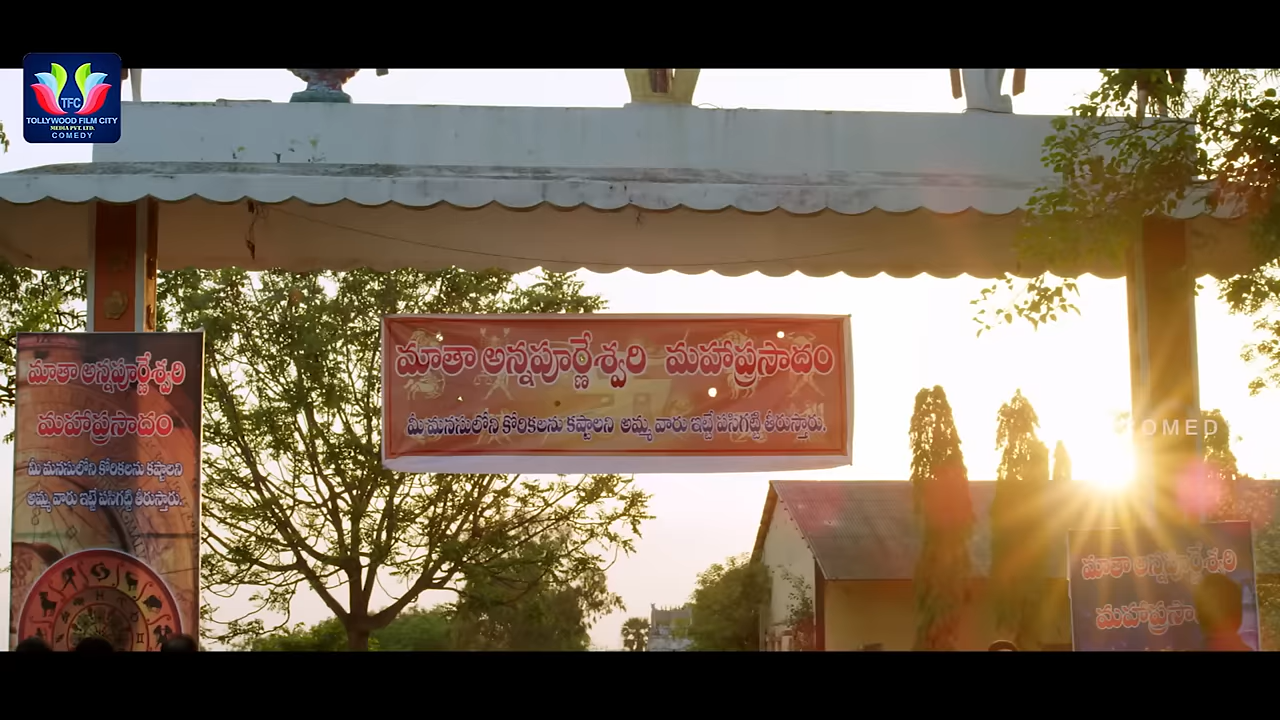 TFC
TOLLYWOOD FILM CITY
MEDIA PVT. LTD.
COMEDY
మాతా అన్నపూర్ణేశ్వరి మహాప్రసాదం
మీ మనసులోని కోరికలను కష్టాలని అమ్మ వారు ఇట్టే పసిగట్టి తీరుస్తారు.
మాతా అన్నపూర్ణేశ్వరి
మహాప్రసాదం
మీ మనసులోని కోరికలను కష్టాలని
అమ్మ వారు ఇట్టే పసిగట్టి తీరుస్తారు.
COMED
మాతా అన్నపూర్ణేశ్వరి